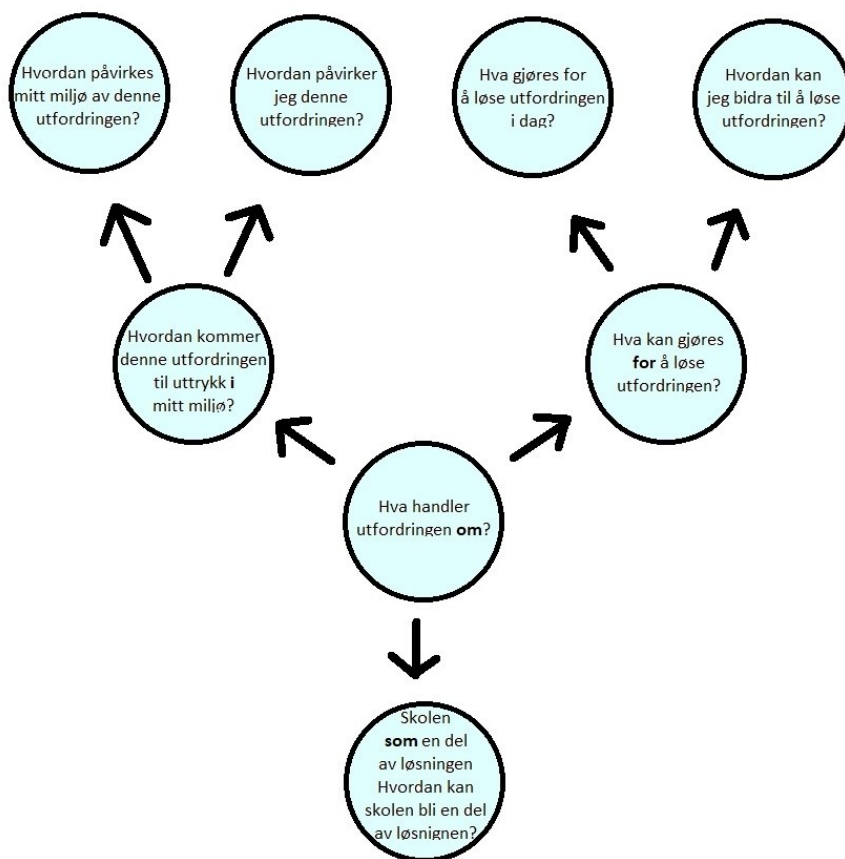 Hvordan påvirkes
mitt miljø av denne
utfordringen?
Hvordan påvirker
jeg denne
utfordringen?
Hva gjøres for
å løse utfordringen
i dag?
Hvordan kan
jeg bidra til å løse
utfordringen?
Hvordan kommer
denne utfordringen
til uttrykk i
mitt miljø?
Hva kan gjøres
for å løse
utfordringen?
Hva handler
utfordringen om?
Skolen
som en del
av løsningen
Hvordan kan
skolen bli en del
av løsignen?